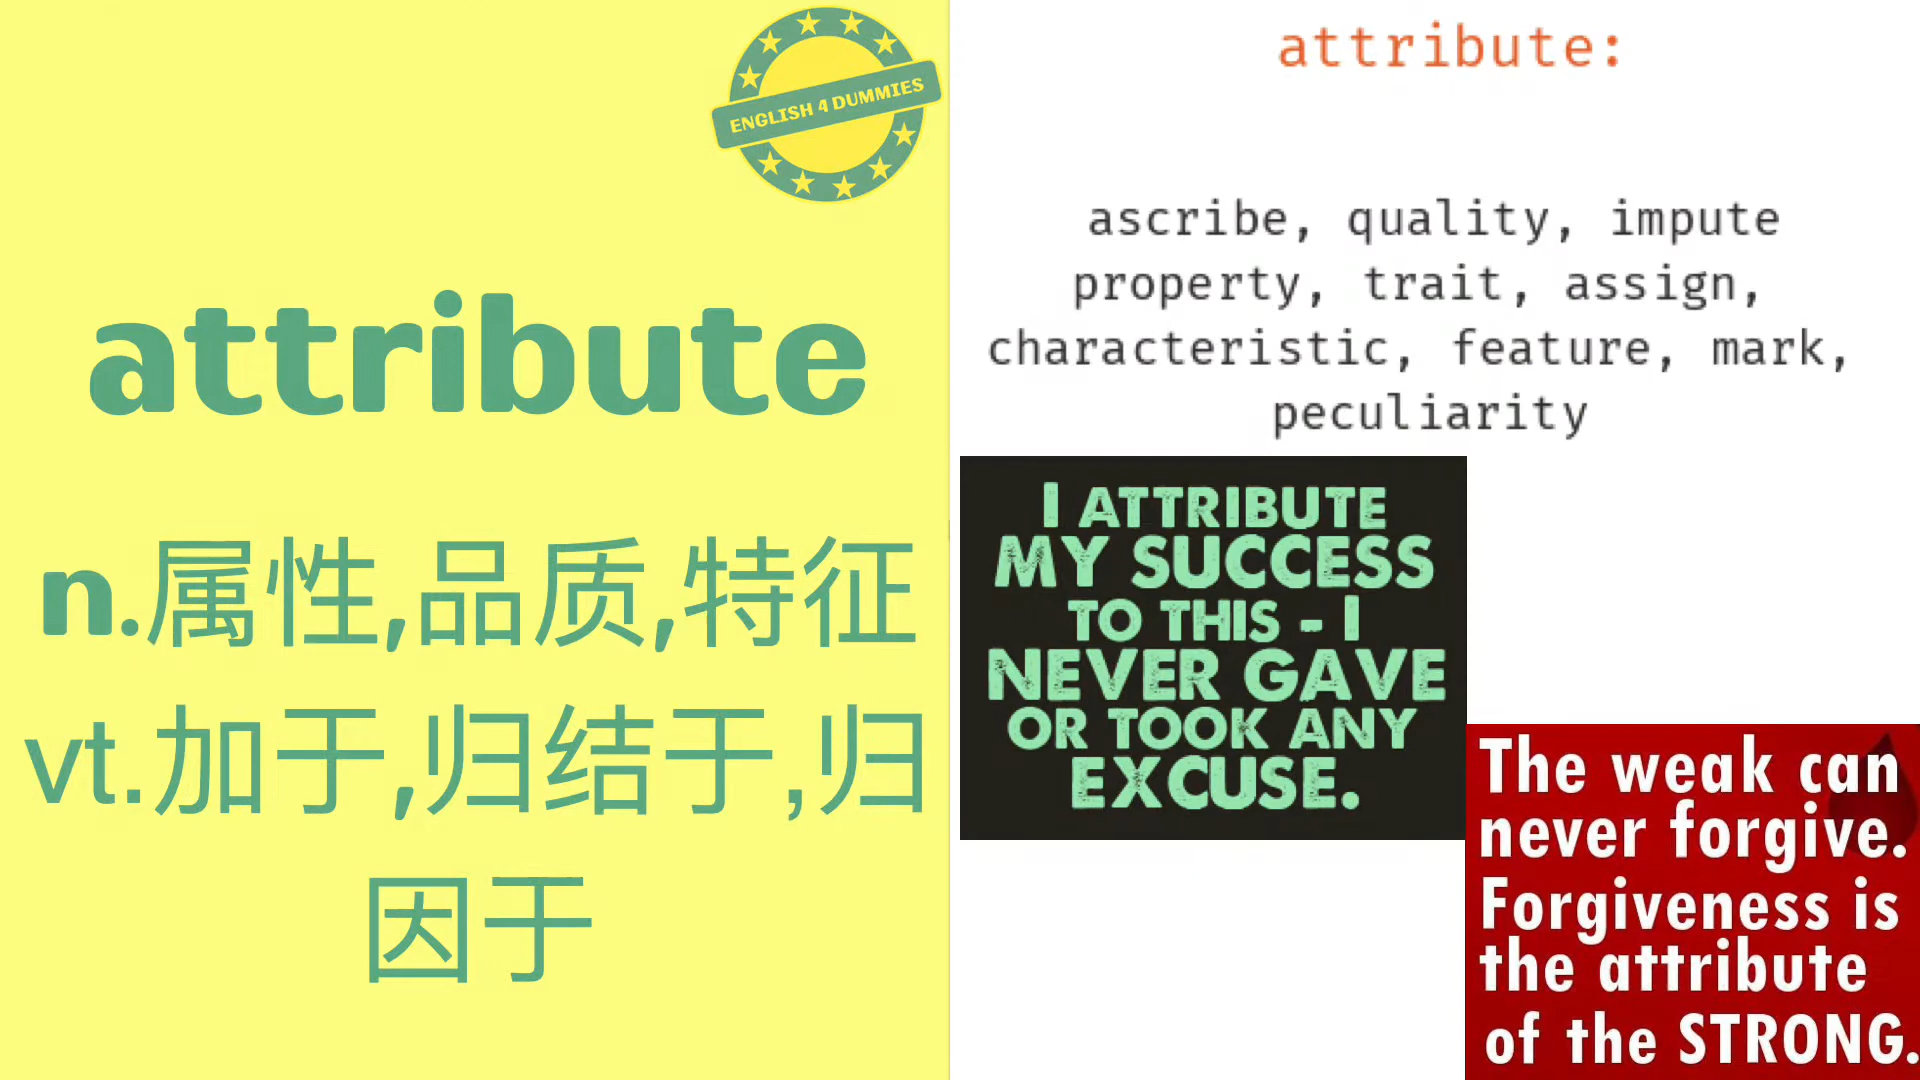 ENGLISH 4 DUMMIES
attribute
n.属性,品质,特征
vt.加于,归结于,归
因于
attribute:
ascribe, quality, impute
property, trait, assign,
characteristic, feature, mark,
peculiarity
I ATTRIBUTE
MY SUCCESS
TO THIS - I
NEVER GAVE
OR TOOK ANY
EXCUSE.
The weak can
never forgive.
Forgiveness is
the attribute
of the STRONG.